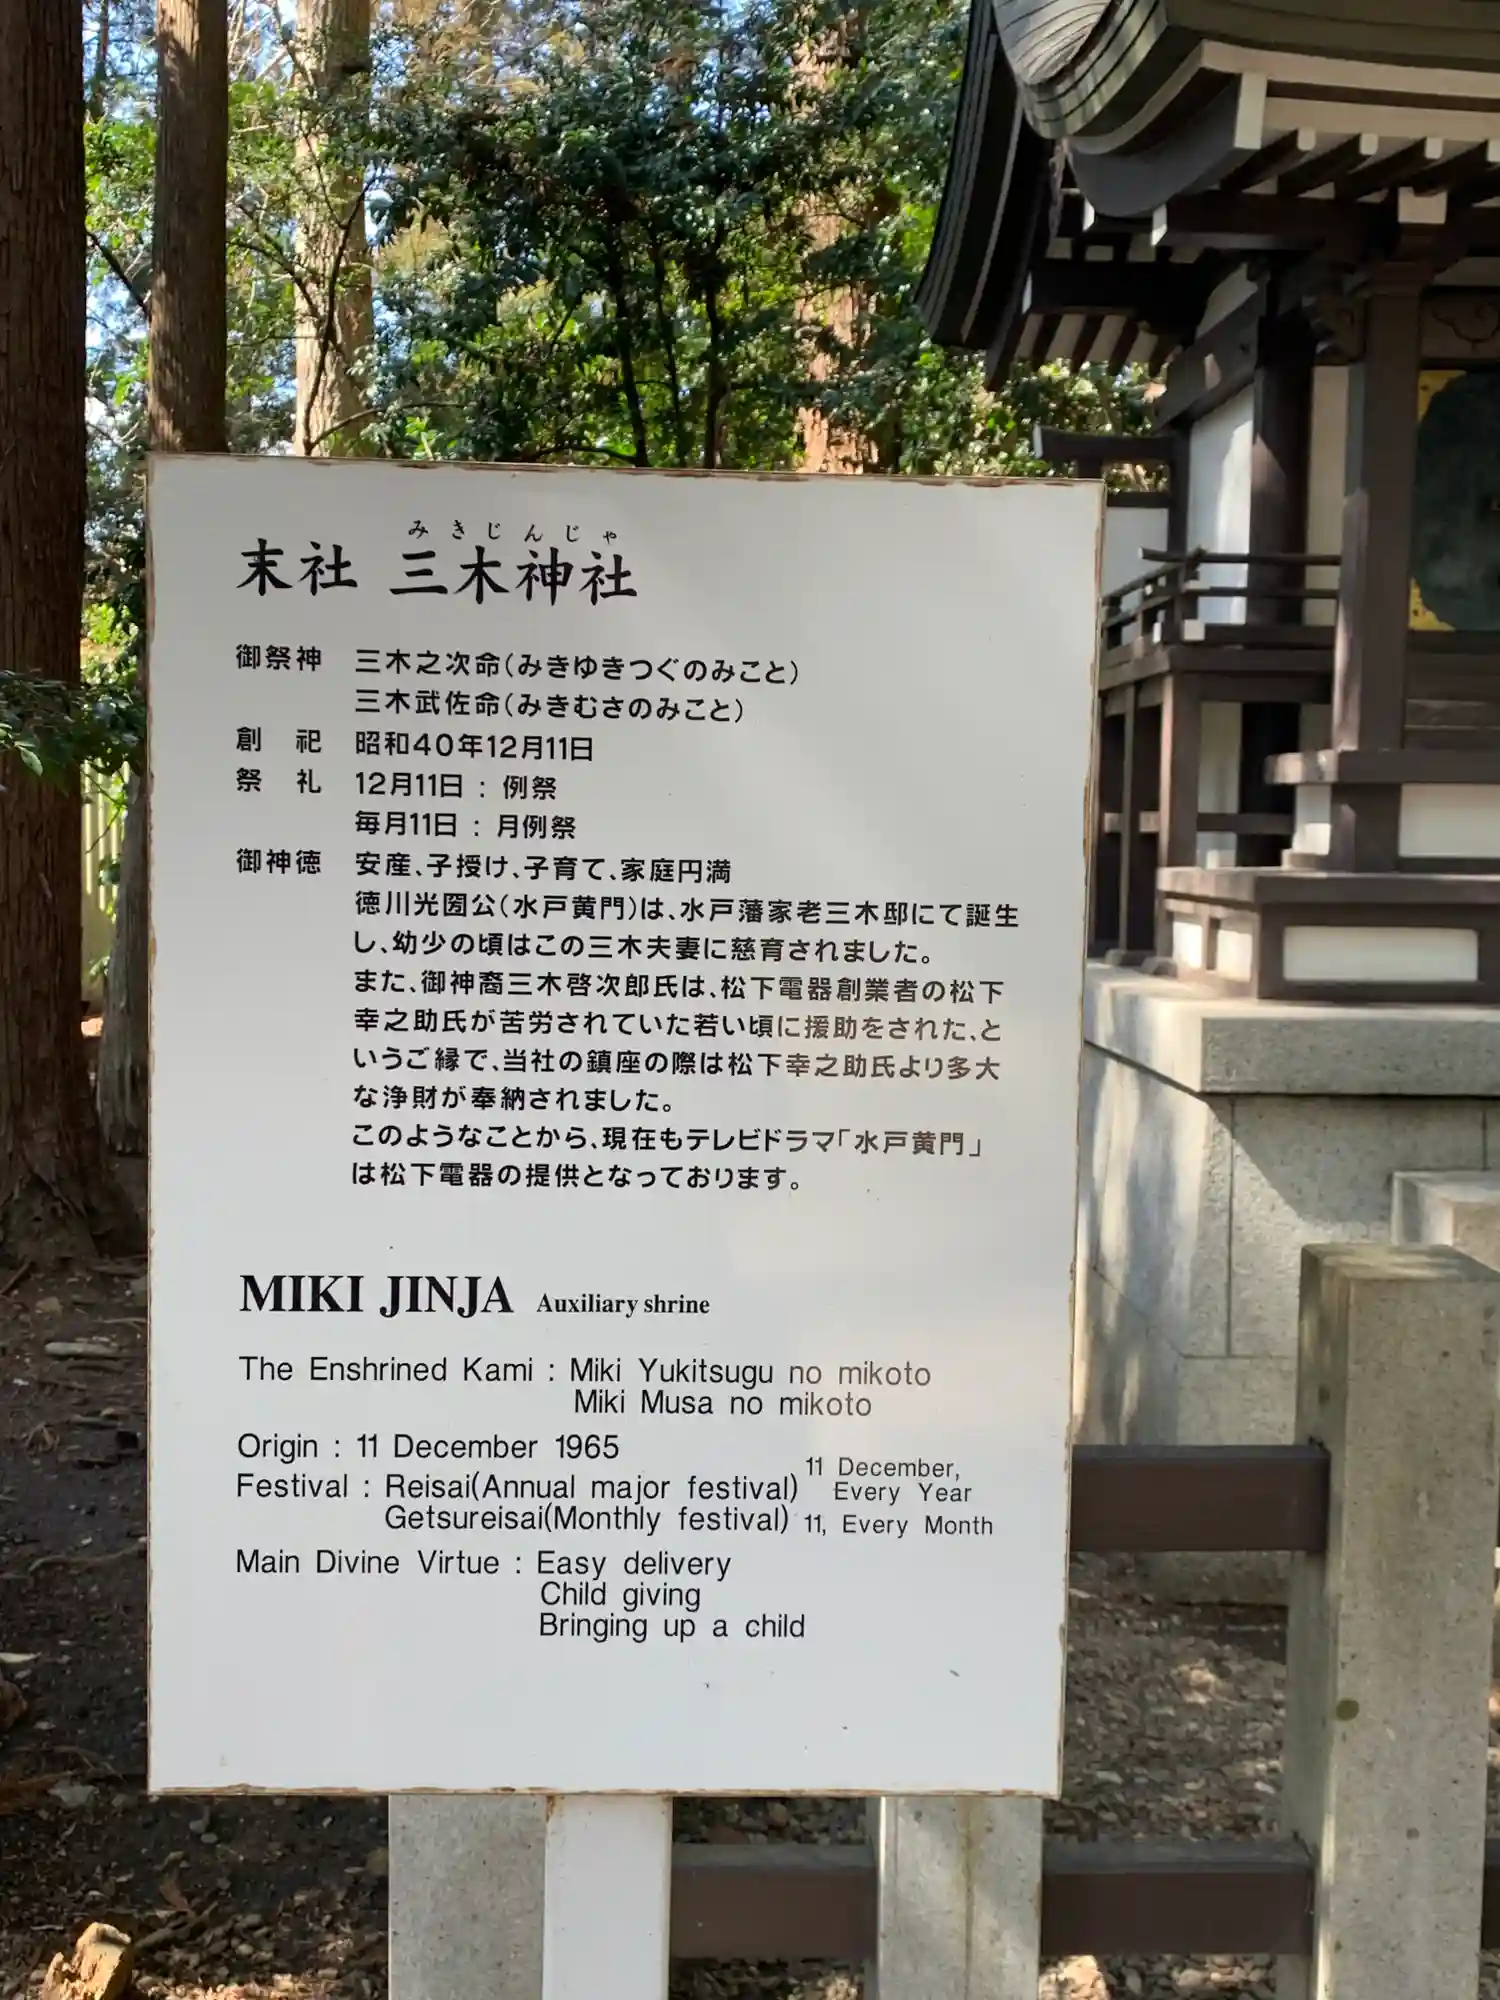 みきじんじゃ
末社 三木神社
御祭神 三木之次命(みきゆきつぐのみこと)
三木武佐命(みきむさのみこと)
創 祀 昭和40年12月11日
祭 礼 12月11日 : 例祭
毎月11日 : 月例祭
御神徳 安産、子授け、子育て、家庭円満
徳川光圀公(水戸黄門)は、水戸藩家老三木邸にて誕生
し、幼少の頃はこの三木夫妻に慈育されました。
また、御神裔三木啓次郎氏は、松下電器創業者の松下
幸之助氏が苦労されていた若い頃に援助をされた、と
いうご縁で、当社の鎮座の際は松下幸之助氏より多大
な浄財が奉納されました。
このようなことから、現在もテレビドラマ「水戸黄門」
は松下電器の提供となっております。
MIKI JINJA Auxiliary shrine
The Enshrined Kami : Miki Yukitsugu no mikoto
Miki Musa no mikoto
Origin : 11 December 1965
Festival : Reisai(Annual major festival) 11 December,
Every Year
Getsureisai(Monthly festival) 11, Every Month
Main Divine Virtue : Easy delivery
Child giving
Bringing up a child